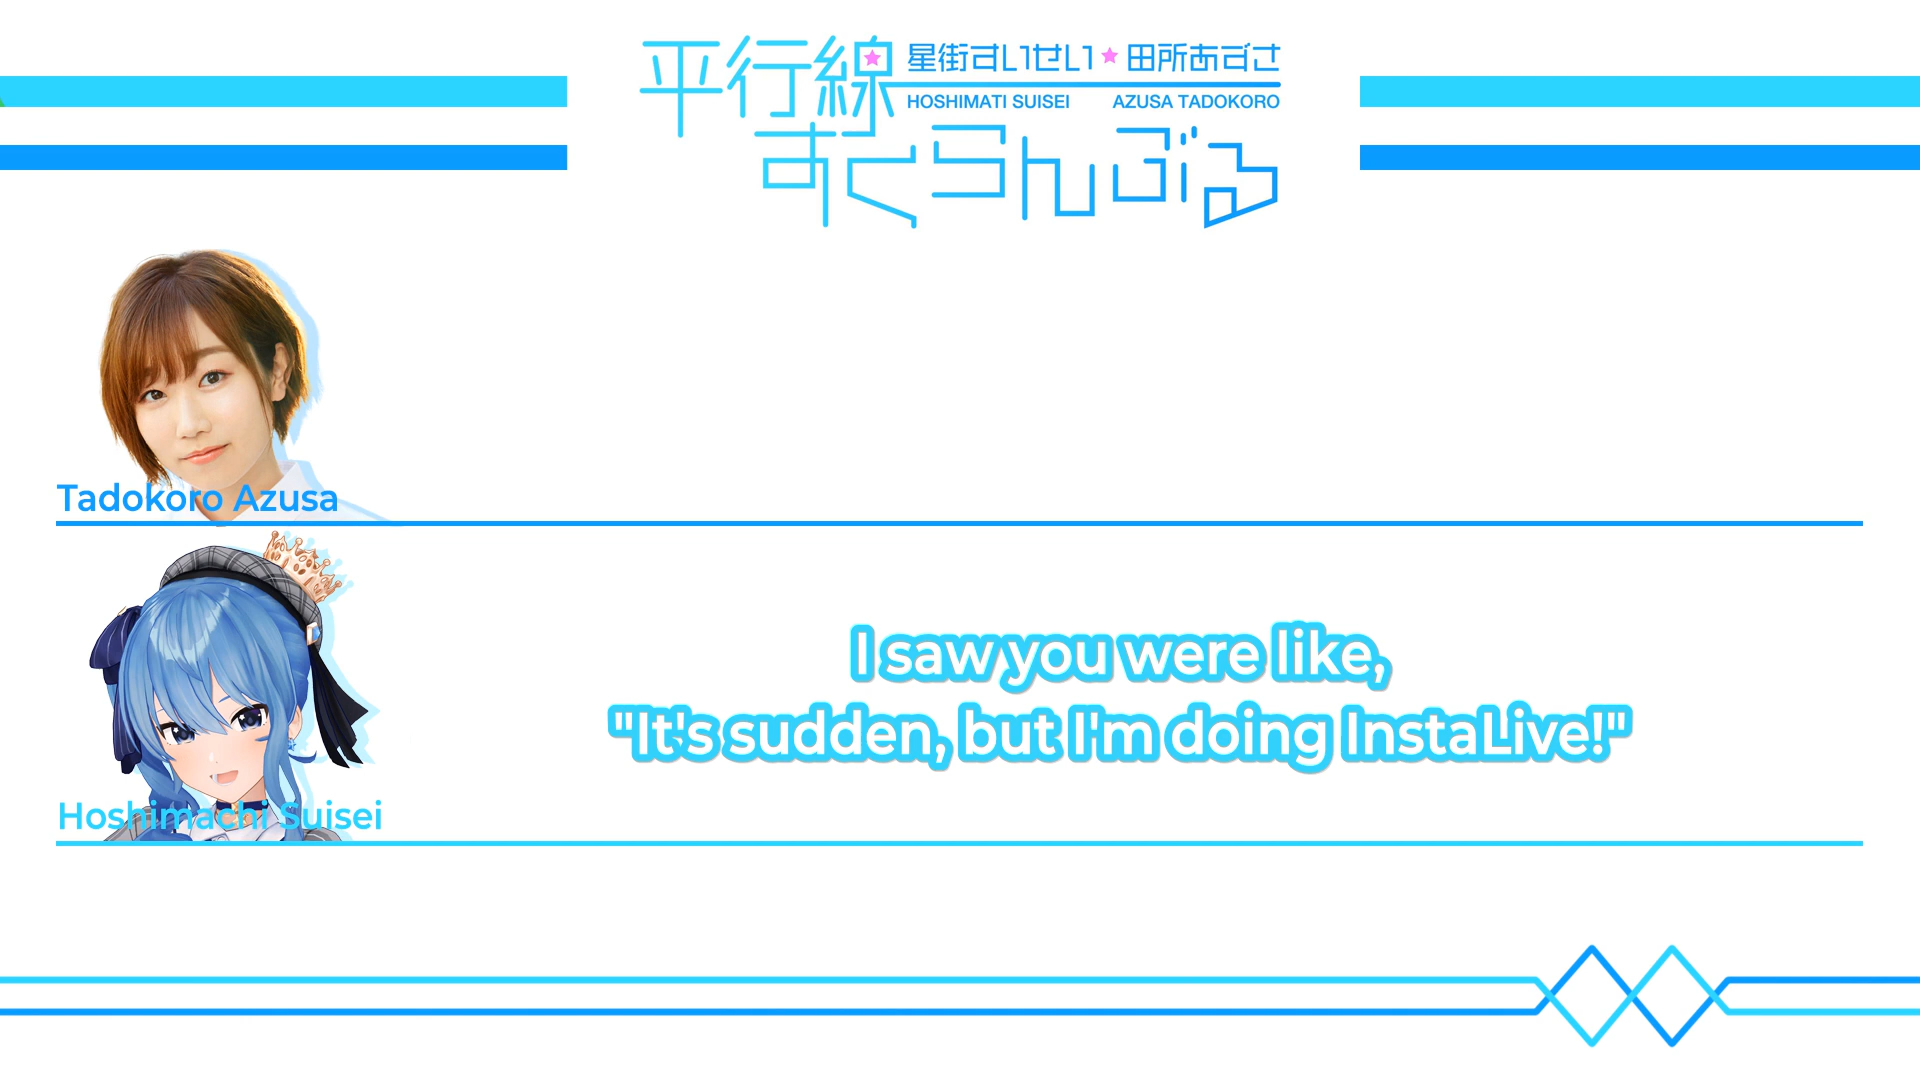 平行線
星街すいせい★田所あずさ
HOSHIMATI SUISEI AZUSA TADOKORO
すくらんぶる
Tadokoro Azusa
I saw you were like,
"It's sudden, but I'm doing InstaLive!"
Hoshimachi Suisei